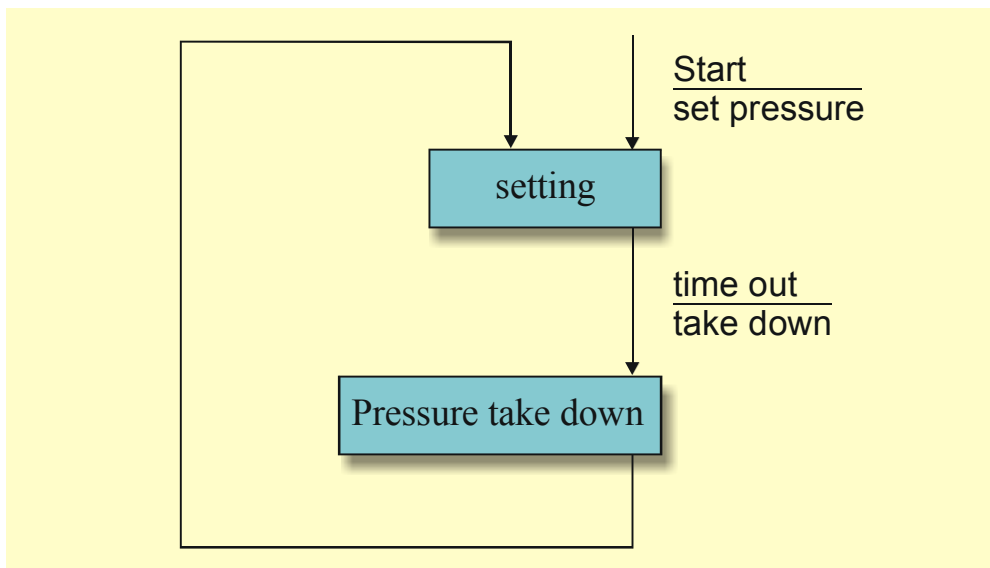 Start
set pressure
setting
time out
take down
Pressure take down